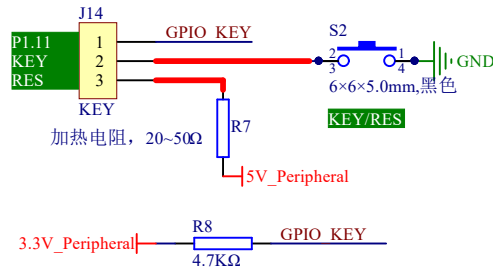 J14
P1.11 1 GPIO_KEY
KEY 2
RES 3
KEY
S2
2 1
3 4
GND
6×6×5.0mm,黑色
KEY/RES
加热电阻，20~50Ω
R7
5V_Peripheral
R8
3.3V_Peripheral
GPIO_KEY
4.7KΩ